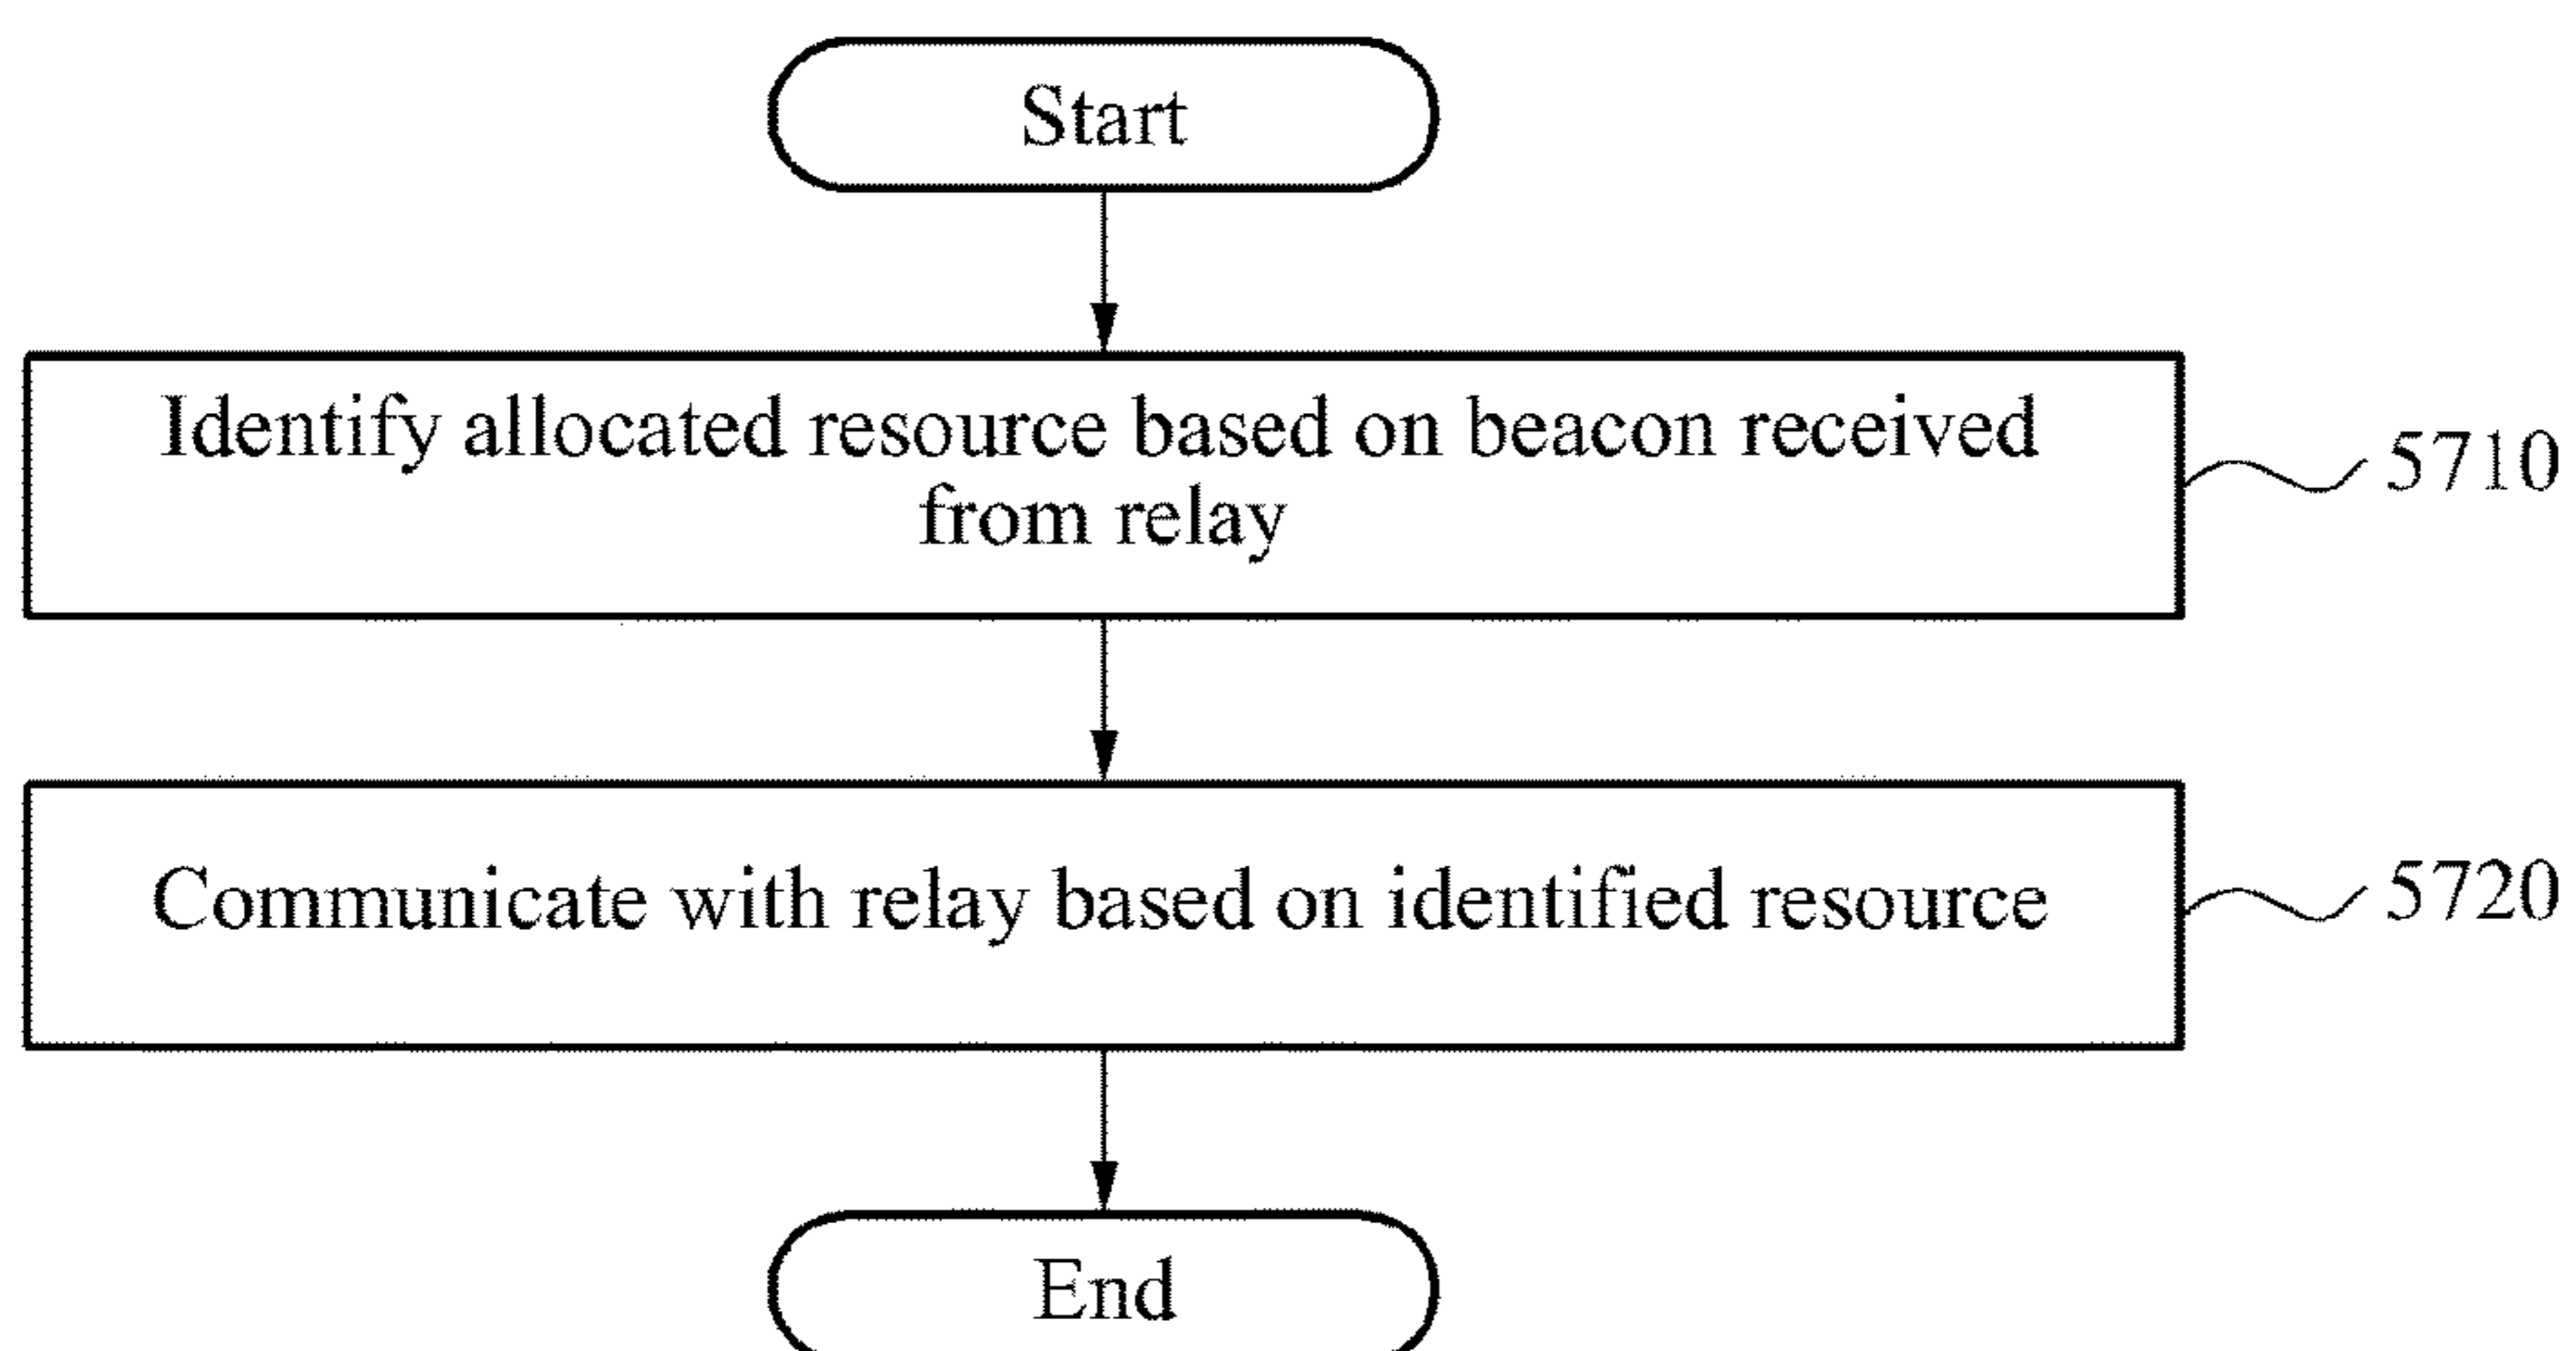 Start
Identify allocated resource based on beacon received
from relay
5710
Communicate with relay based on identified resource
5720
End